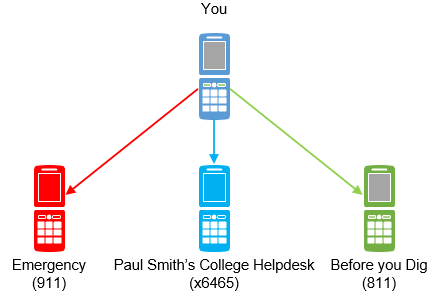 You
Emergency
(911)
Paul Smith's College Helpdesk
(x6465)
Before you Dig
(811)